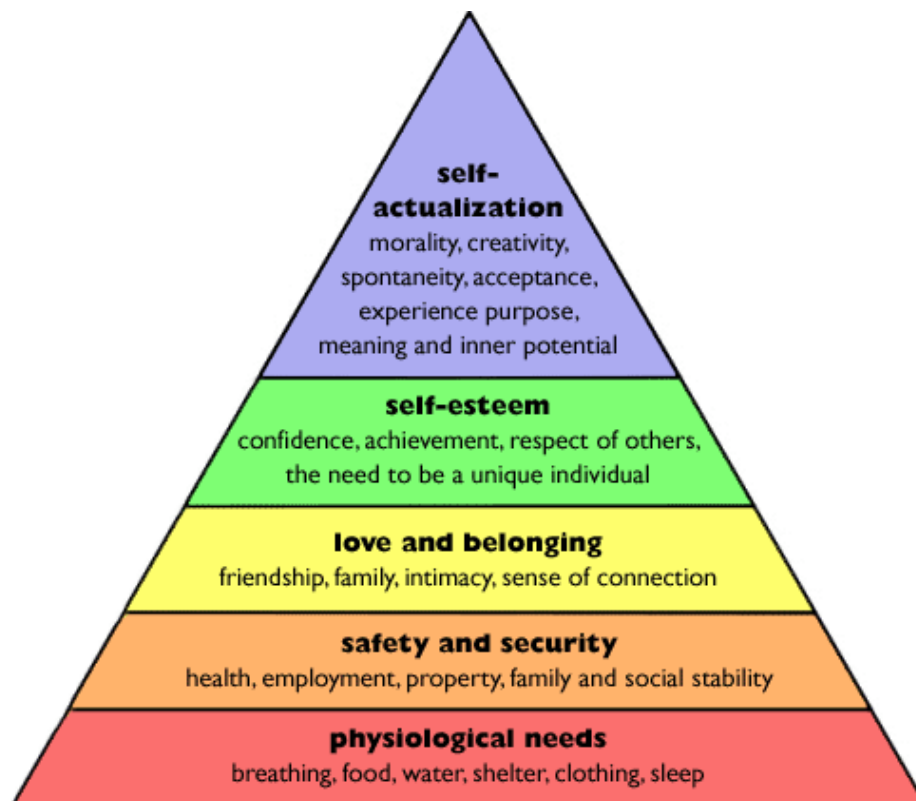 self-
actualization
morality, creativity,
spontaneity, acceptance,
experience purpose,
meaning and inner potential
self-esteem
confidence, achievement, respect of others,
the need to be a unique individual
love and belonging
friendship, family, intimacy, sense of connection
safety and security
health, employment, property, family and social stability
physiological needs
breathing, food, water, shelter, clothing, sleep